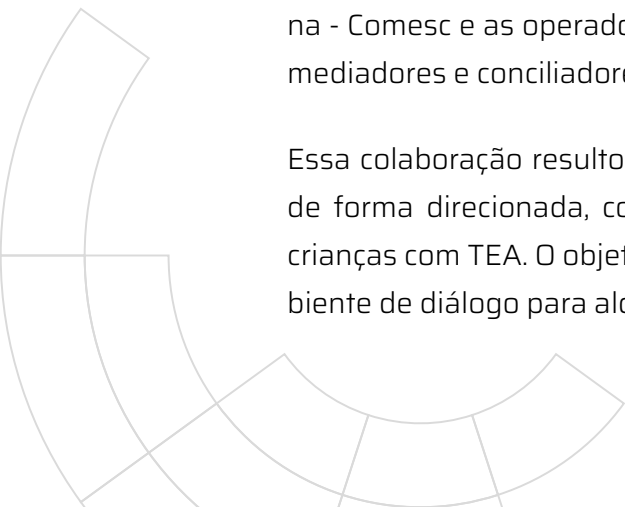 na - Comesc e as operado
mediadores e conciliadore
Essa colaboração resulto
de forma direcionada, co
crianças com TEA. O objet
biente de diálogo para alc